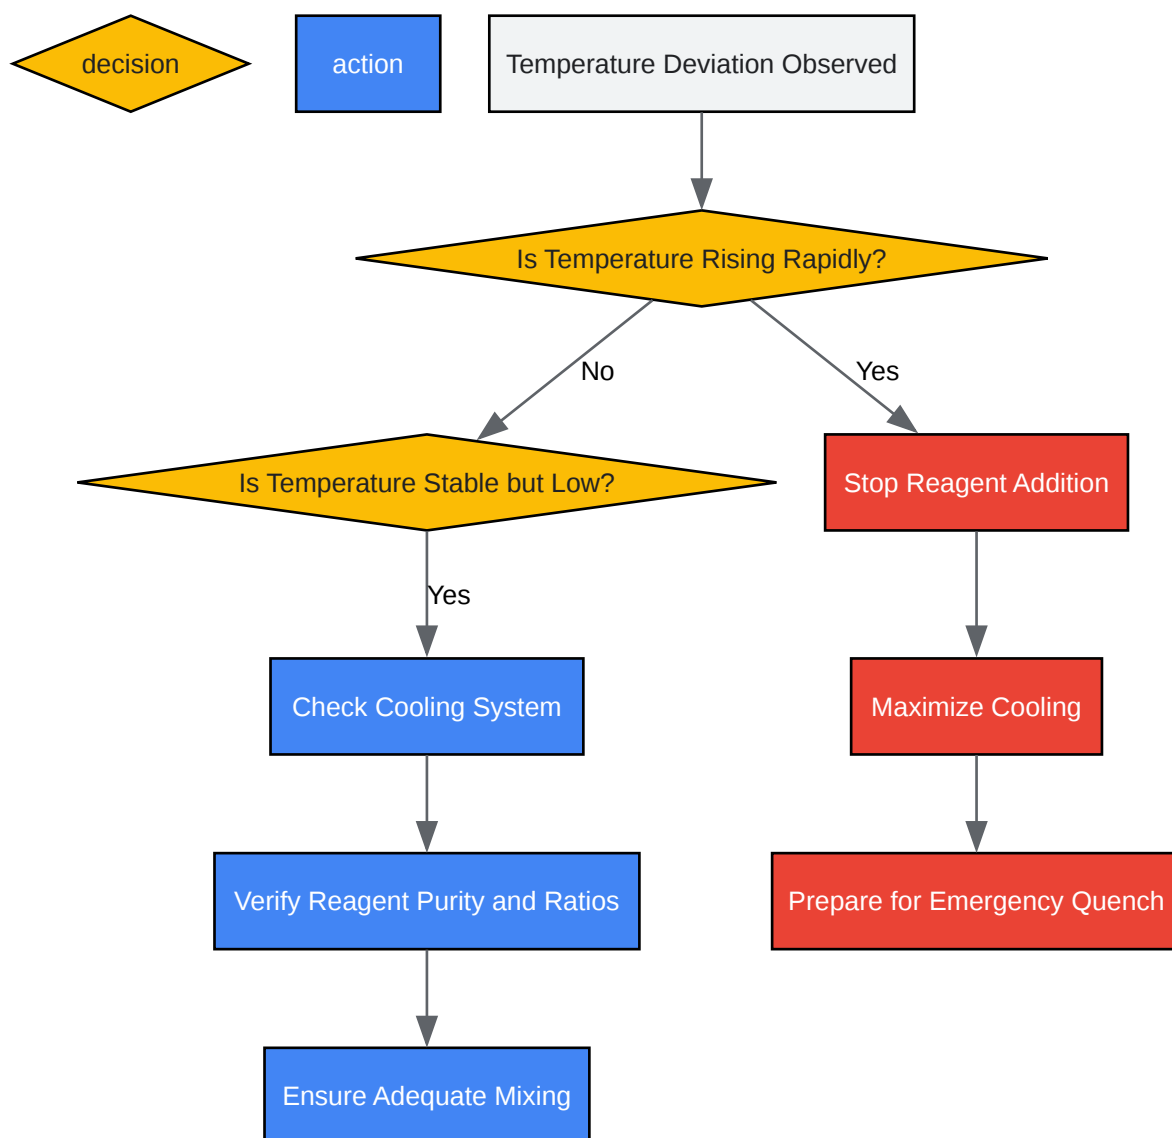 decision
action
Temperature Deviation Observed
Is Temperature Rising Rapidly?
No
Yes
Is Temperature Stable but Low?
Stop Reagent Addition
Yes
Check Cooling System
Maximize Cooling
Verify Reagent Purity and Ratios
Prepare for Emergency Quench
Ensure Adequate Mixing